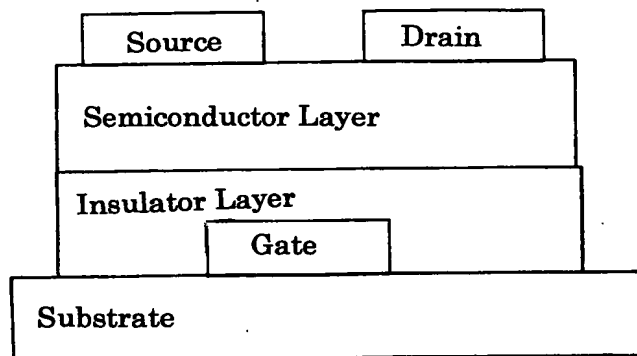 Source
Drain
Semiconductor Layer
Insulator Layer
Gate
Substrate